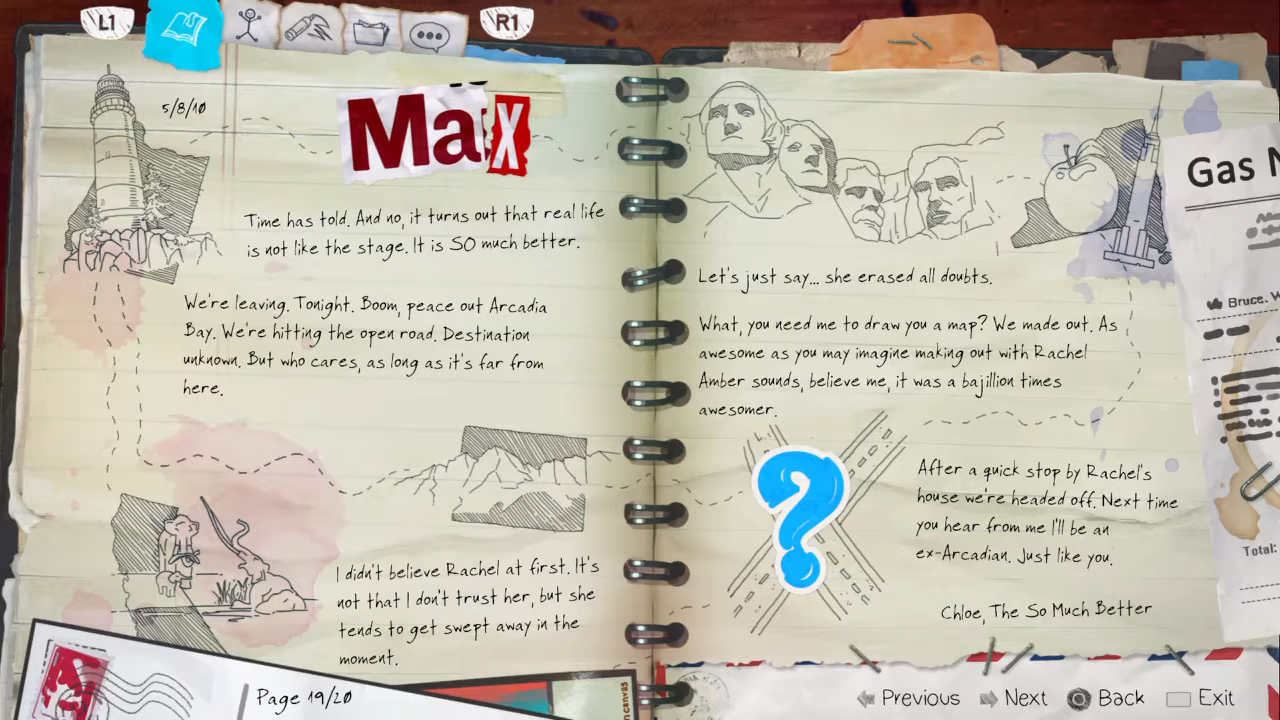 L1
R1
5/8/10
Max
Time has told. And no, it turns out that real life
is not like the stage. It is SO much better.
We're leaving. Tonight. Boom, peace out Arcadia
Bay. We're hitting the open road. Destination
unknown. But who cares, as long as it's far from
here.
I didn't believe Rachel at first. It's
not that I don't trust her, but she
tends to get swept away in the
moment.
Page 19/20
Let's just say... she erased all doubts.
What, you need me to draw you a map? We made out. As
awesome as you may imagine making out with Rachel
Amber sounds, believe me, it was a bajillion times
awesomer.
After a quick stop by Rachel's
house we're headed off. Next time
you hear from me I'll be an
ex-Arcadian. Just like you.
Chloe, The So Much Better
?
Gas
Bruce.
Total:
canvas
Previous
Next
Back
Exit